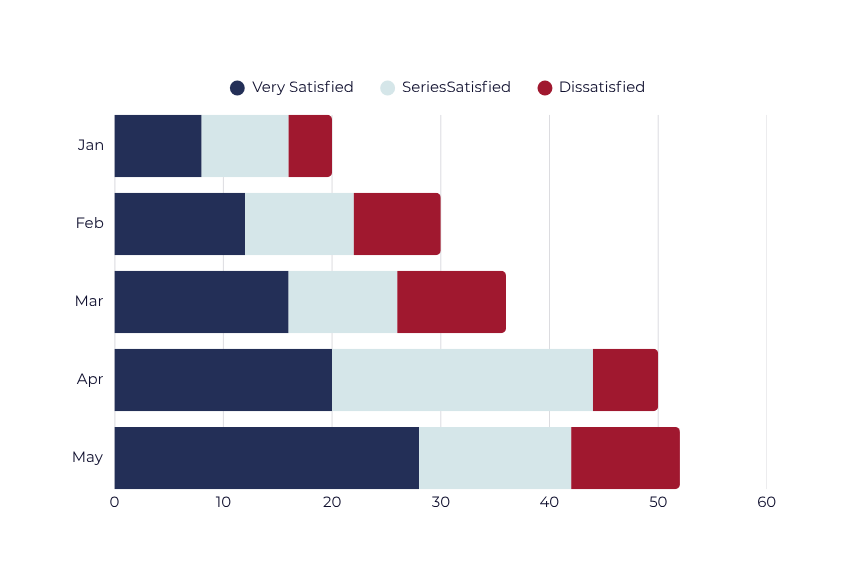 Very Satisfied SeriesSatisfied Dissatisfied
Jan
Feb
Mar
Apr
May
0 10 20 30 40 50 60